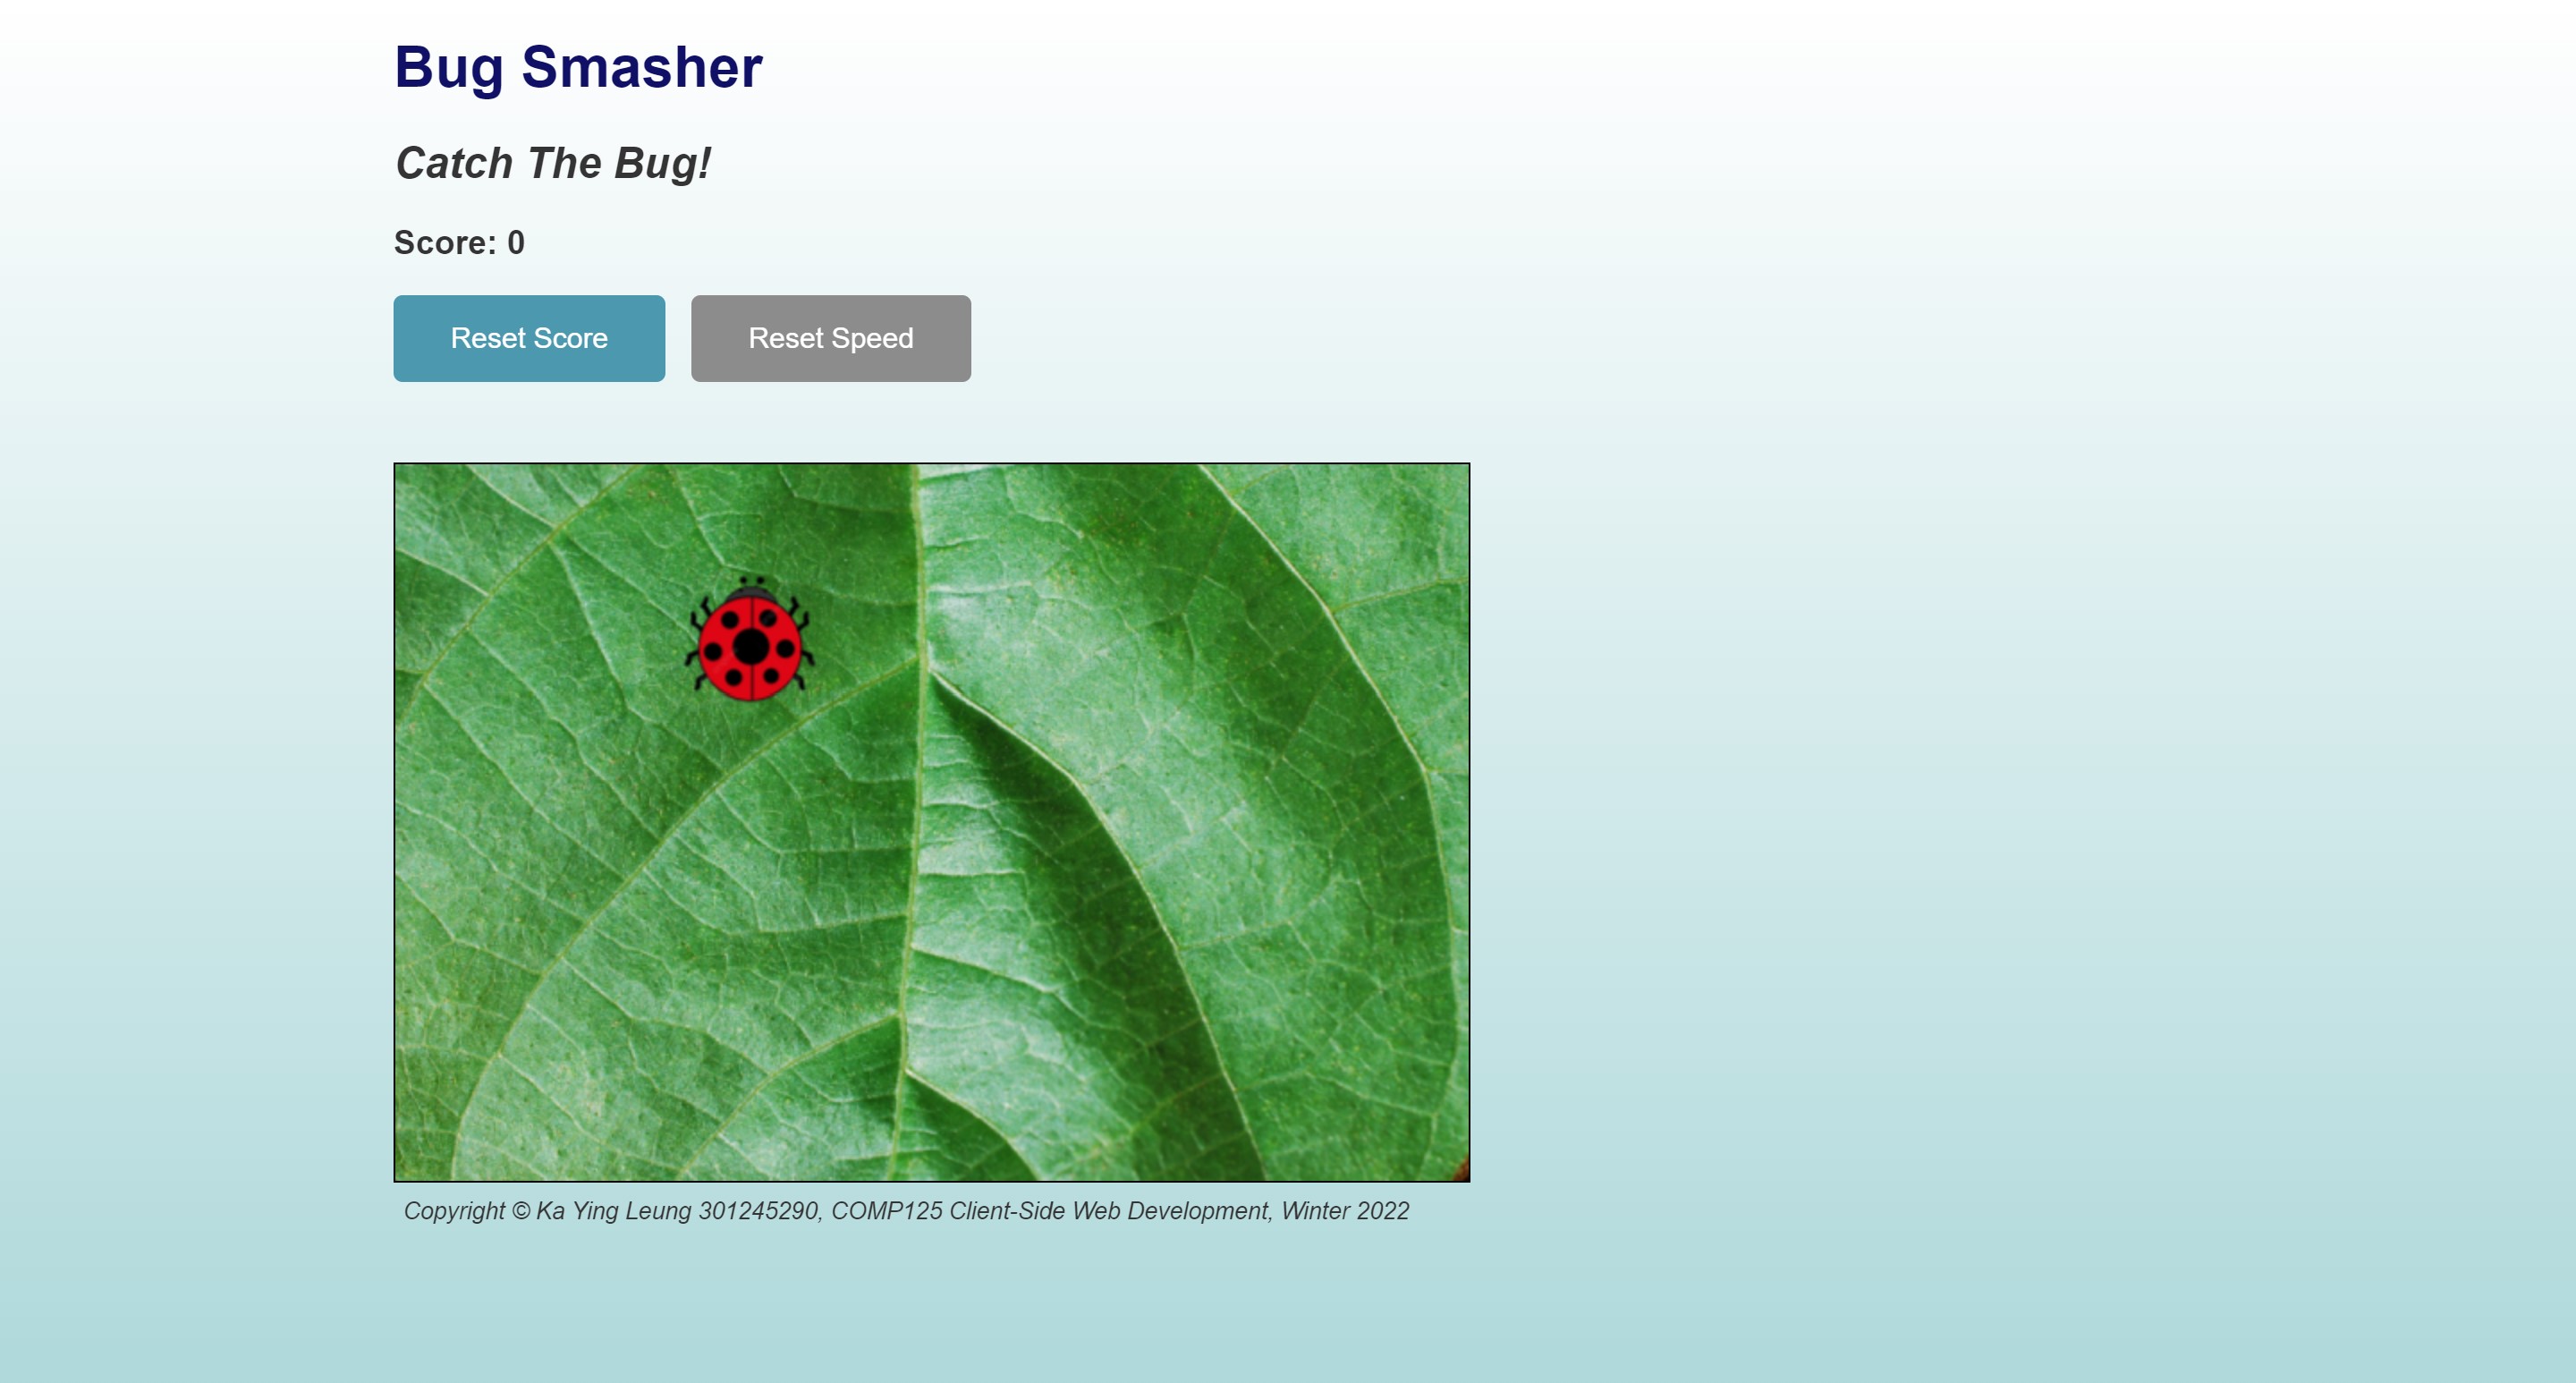 Bug Smasher
Catch The Bug!
Score: 0
Reset Score
Reset Speed
Copyright © Ka Ying Leung 301245290, COMP125 Client-Side Web Development, Winter 2022